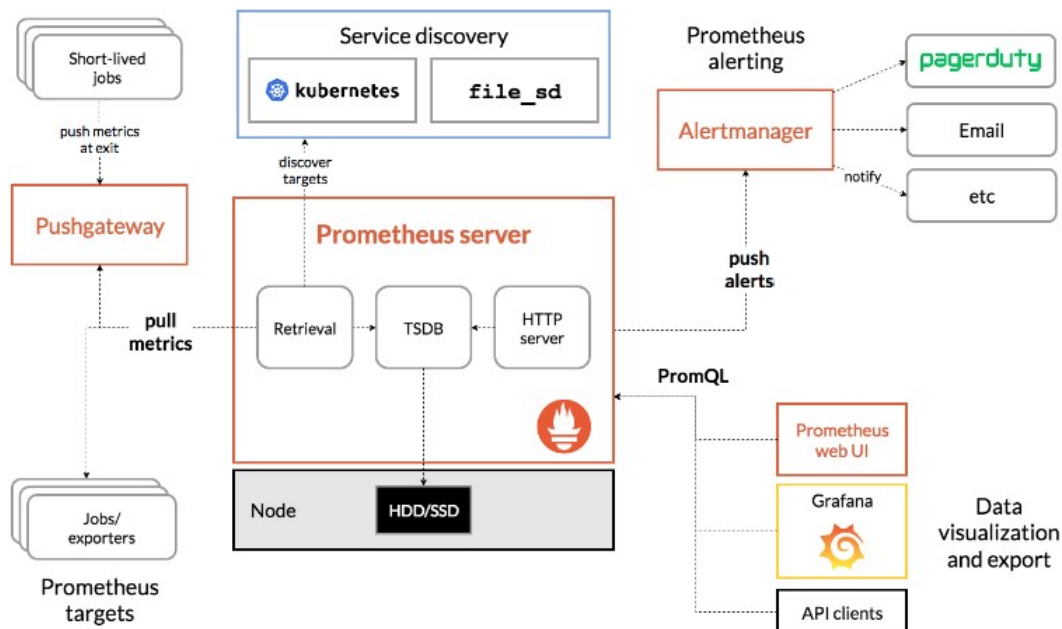 Short-lived
jobs
push metrics
at exit
Pushgateway
Service discovery
kubernetes
file_sd
discover
targets
Prometheus
alerting
Alertmanager
pagerduty
Email
notify
etc
Prometheus server
push
alerts
pull
metrics
Retrieval
TSDB
HTTP
server
PromQL
Node
HDD/SSD
Jobs/
exporters
Prometheus
targets
Prometheus
web UI
Grafana
API clients
Data
visualization
and export